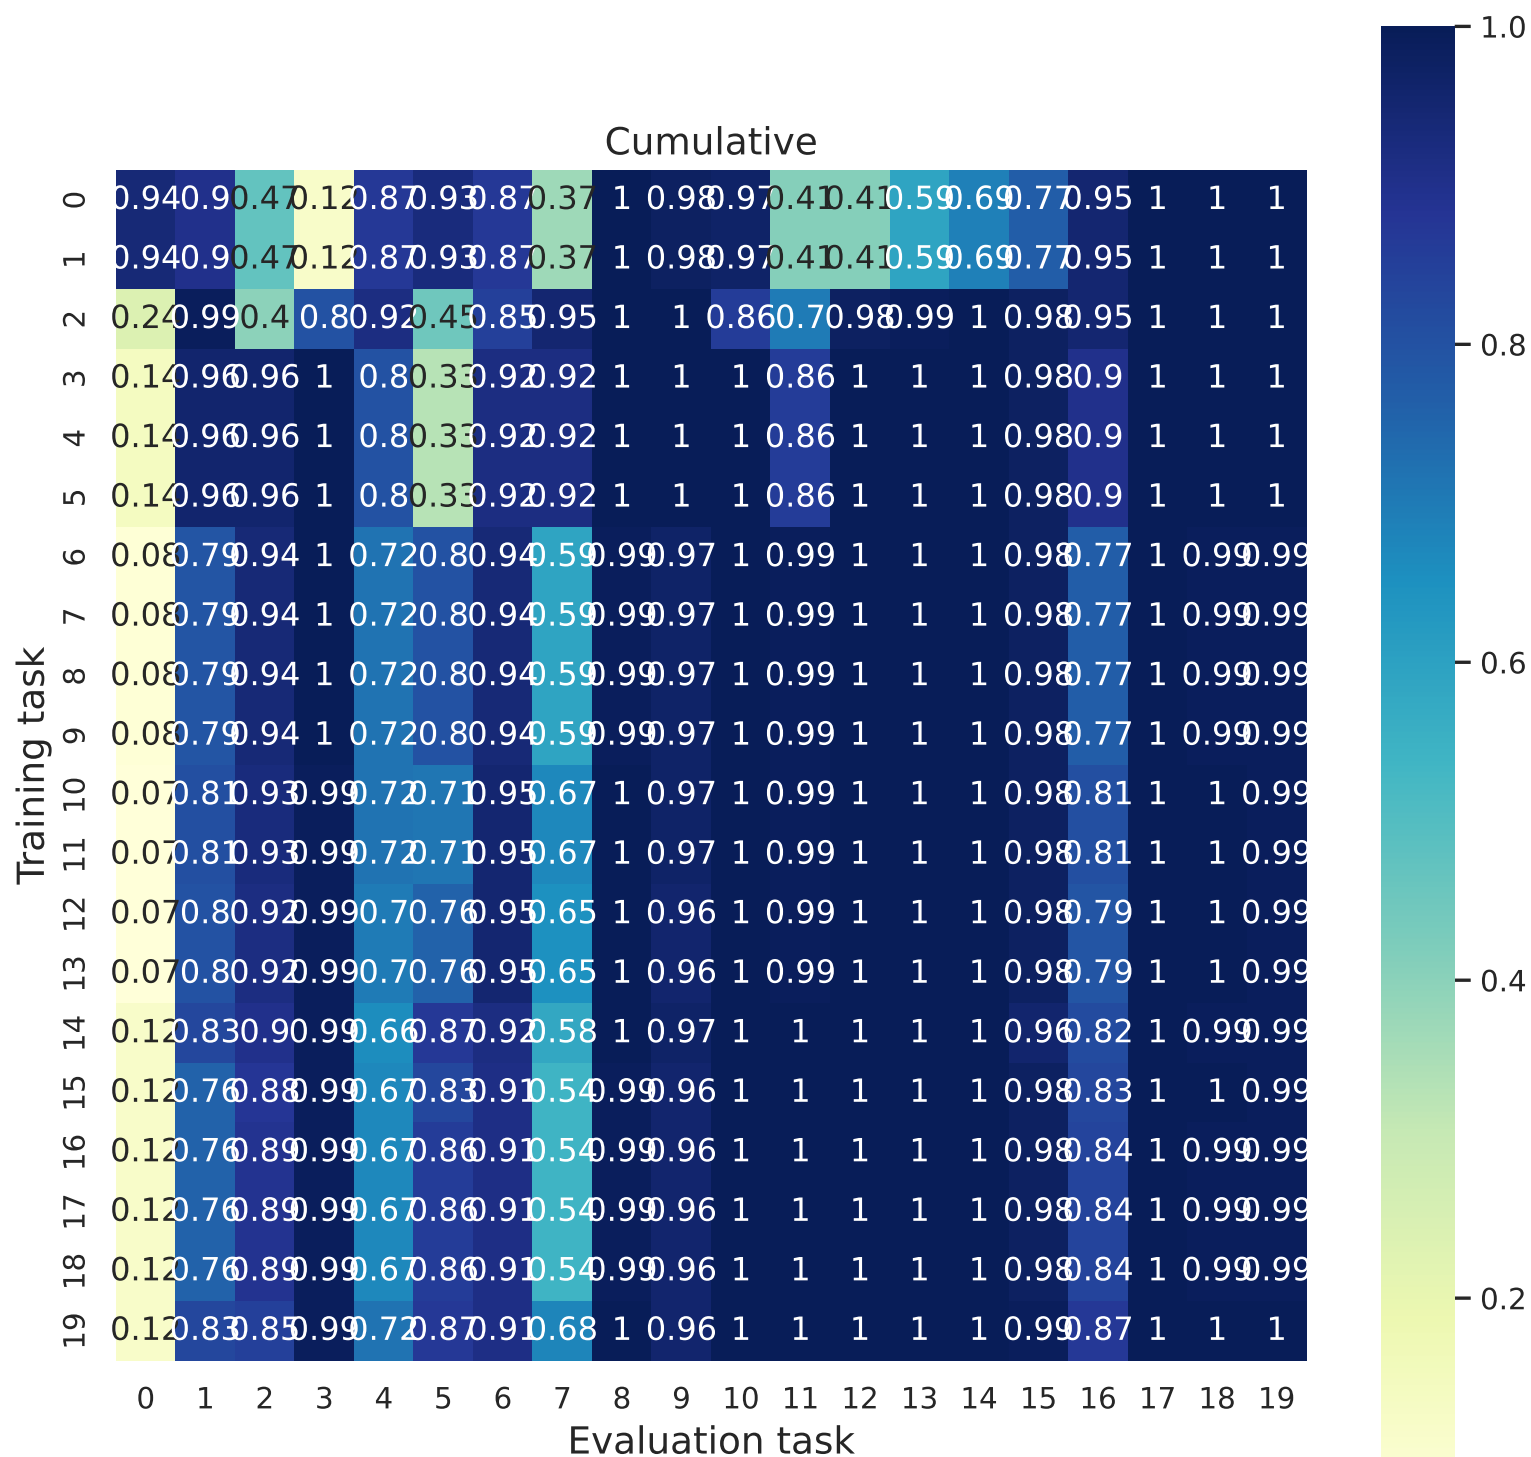 Cumulative
0 0.94 0.9 0.47 0.12 0.87 0.93 0.87 0.37 1 0.98 0.97 0.41 0.41 0.59 0.69 0.77 0.95 1 1 1
1 0.94 0.9 0.47 0.12 0.87 0.93 0.87 0.37 1 0.98 0.97 0.41 0.41 0.59 0.69 0.77 0.95 1 1 1
2 0.24 0.99 0.4 0.8 0.92 0.45 0.85 0.95 1 1 0.86 0.7 0.98 0.99 1 0.98 0.95 1 1 1
3 0.14 0.96 0.96 1 0.8 0.33 0.92 0.92 1 1 1 0.86 1 1 1 0.98 0.9 1 1 1
4 0.14 0.96 0.96 1 0.8 0.33 0.92 0.92 1 1 1 0.86 1 1 1 0.98 0.9 1 1 1
5 0.14 0.96 0.96 1 0.8 0.33 0.92 0.92 1 1 1 0.86 1 1 1 0.98 0.9 1 1 1
6 0.08 0.79 0.94 1 0.72 0.8 0.94 0.59 0.99 0.97 1 0.99 1 1 1 0.98 0.77 1 0.99 0.99
7 0.08 0.79 0.94 1 0.72 0.8 0.94 0.59 0.99 0.97 1 0.99 1 1 1 0.98 0.77 1 0.99 0.99
8 0.08 0.79 0.94 1 0.72 0.8 0.94 0.59 0.99 0.97 1 0.99 1 1 1 0.98 0.77 1 0.99 0.99
9 0.08 0.79 0.94 1 0.72 0.8 0.94 0.59 0.99 0.97 1 0.99 1 1 1 0.98 0.77 1 0.99 0.99
10 0.07 0.81 0.93 0.99 0.72 0.71 0.95 0.67 1 0.97 1 0.99 1 1 1 0.98 0.81 1 1 0.99
11 0.07 0.81 0.93 0.99 0.72 0.71 0.95 0.67 1 0.97 1 0.99 1 1 1 0.98 0.81 1 1 0.99
12 0.07 0.8 0.92 0.99 0.7 0.76 0.95 0.65 1 0.96 1 0.99 1 1 1 0.98 0.79 1 1 0.99
13 0.07 0.8 0.92 0.99 0.7 0.76 0.95 0.65 1 0.96 1 0.99 1 1 1 0.98 0.79 1 1 0.99
14 0.12 0.83 0.9 0.99 0.66 0.87 0.92 0.58 1 0.97 1 1 1 1 1 0.96 0.82 1 0.99 0.99
15 0.12 0.76 0.88 0.99 0.67 0.83 0.91 0.54 0.99 0.96 1 1 1 1 1 0.98 0.83 1 1 0.99
16 0.12 0.76 0.89 0.99 0.67 0.86 0.91 0.54 0.99 0.96 1 1 1 1 1 0.98 0.84 1 0.99 0.99
17 0.12 0.76 0.89 0.99 0.67 0.86 0.91 0.54 0.99 0.96 1 1 1 1 1 0.98 0.84 1 0.99 0.99
18 0.12 0.76 0.89 0.99 0.67 0.86 0.91 0.54 0.99 0.96 1 1 1 1 1 0.98 0.84 1 0.99 0.99
19 0.12 0.83 0.85 0.99 0.72 0.87 0.91 0.68 1 0.96 1 1 1 1 1 0.99 0.87 1 1 1
0 1 2 3 4 5 6 7 8 9 10 11 12 13 14 15 16 17 18 19
Evaluation task
Training task
1.0
0.8
0.6
0.4
0.2